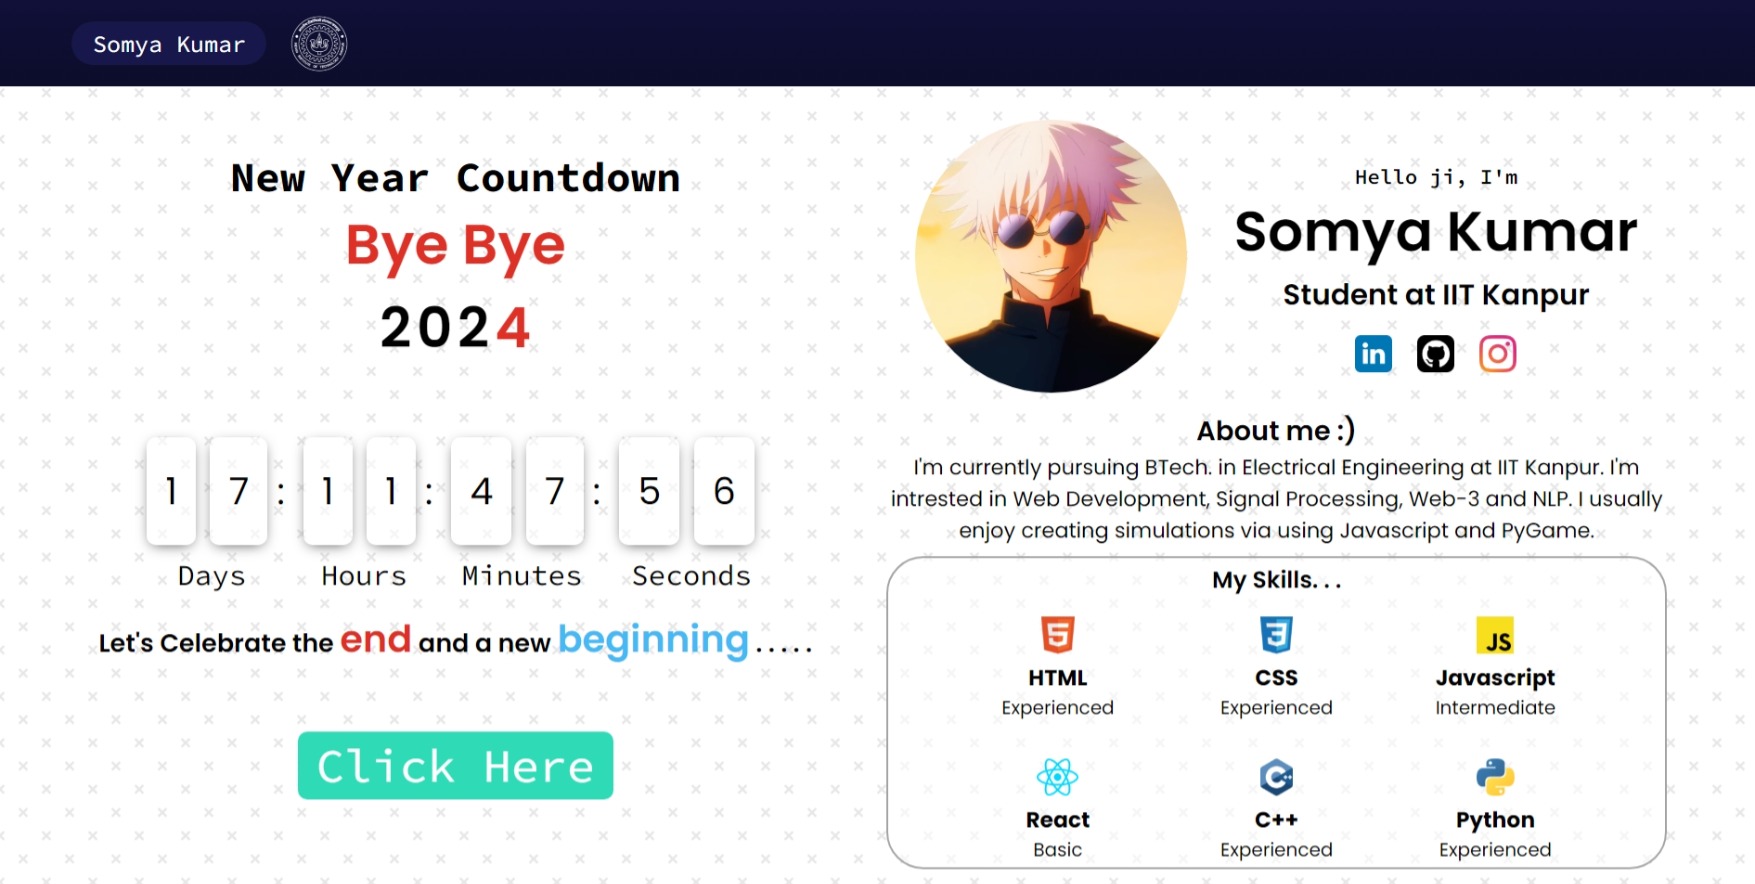 Somya Kumar
New Year Countdown
Bye Bye
2024
1 7 : 1 1 : 4 7 : 5 6
Days Hours Minutes Seconds
Let's Celebrate the end and a new beginning .....
Click Here
Hello ji, I'm
Somya Kumar
Student at IIT Kanpur
in
About me :)
I'm currently pursuing BTech. in Electrical Engineering at IIT Kanpur. I'm
intrested in Web Development, Signal Processing, Web-3 and NLP. I usually
enjoy creating simulations via using Javascript and PyGame.
My Skills...
5 3 JS
HTML CSS Javascript
Experienced Experienced Intermediate
C++
React C++ Python
Basic Experienced Experienced